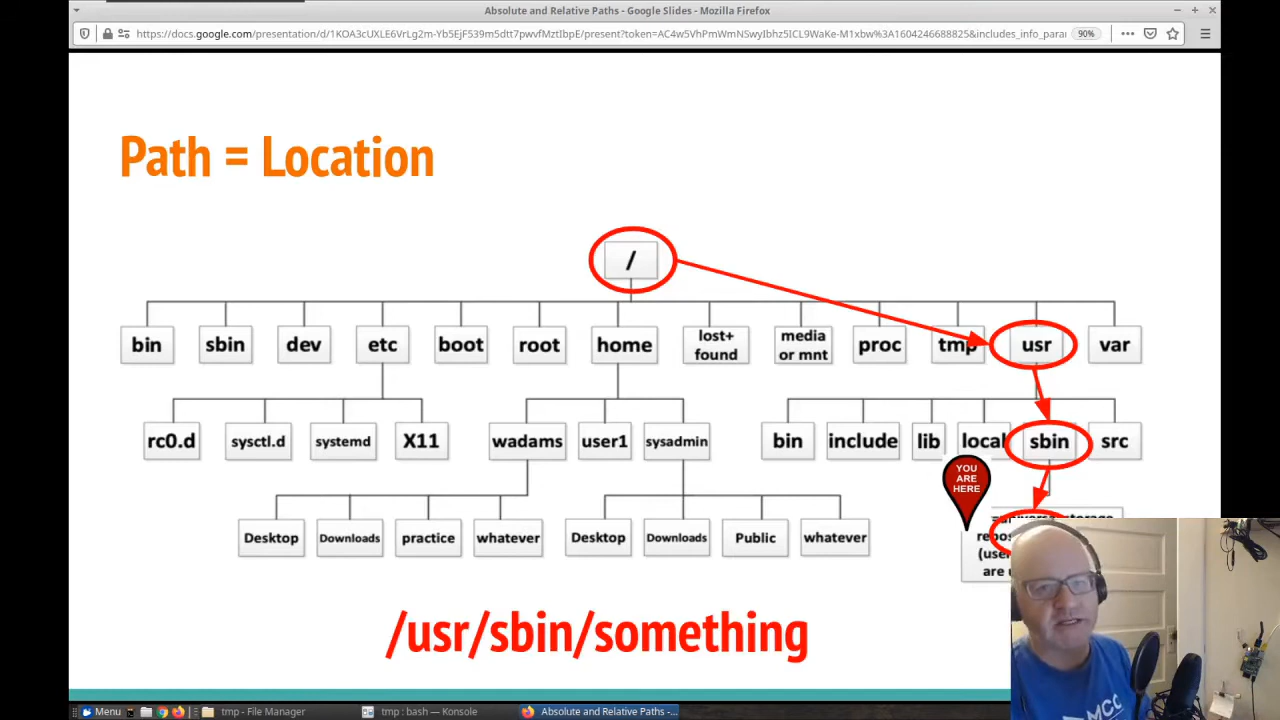 Absolute and Relative Paths - Google Slides - Mozilla Firefox
https://docs.google.com/presentation/d/1KOA3cUXLE6VrLg2m-Yb5EjF539m5dtt7pwvfMztIbpE/present?token=AC4w5VhPmWmNSwyIbhz5ICL9WaKe-M1xbw%3A1604246688825&includes_info_para 90%
Path = Location
/
bin sbin dev etc boot root home lost+ found media or mnt proc tmp usr var
rc0.d sysctl.d systemd X11 wadams user1 sysadmin bin include lib local sbin src
YOU
ARE
HERE
Desktop Downloads practice whatever Desktop Downloads Public whatever
storage
(use
are
/usr/sbin/something
MCC
Menu tmp - File Manager tmp : bash — Konsole Absolute and Relative Paths -...